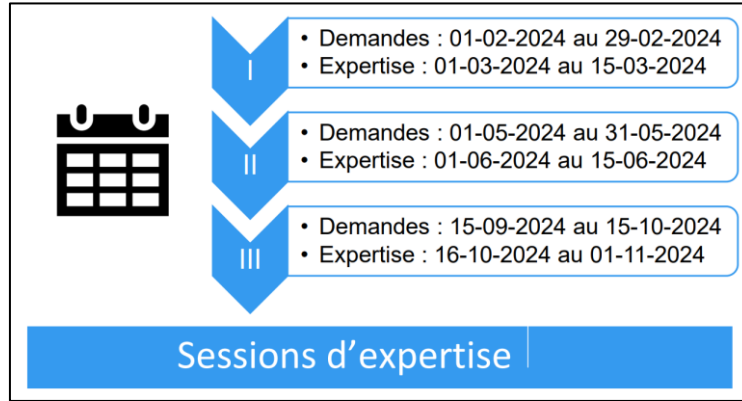 I
• Demandes : 01-02-2024 au 29-02-2024
• Expertise : 01-03-2024 au 15-03-2024
II
• Demandes : 01-05-2024 au 31-05-2024
• Expertise : 01-06-2024 au 15-06-2024
III
• Demandes : 15-09-2024 au 15-10-2024
• Expertise : 16-10-2024 au 01-11-2024
Sessions d’expertise